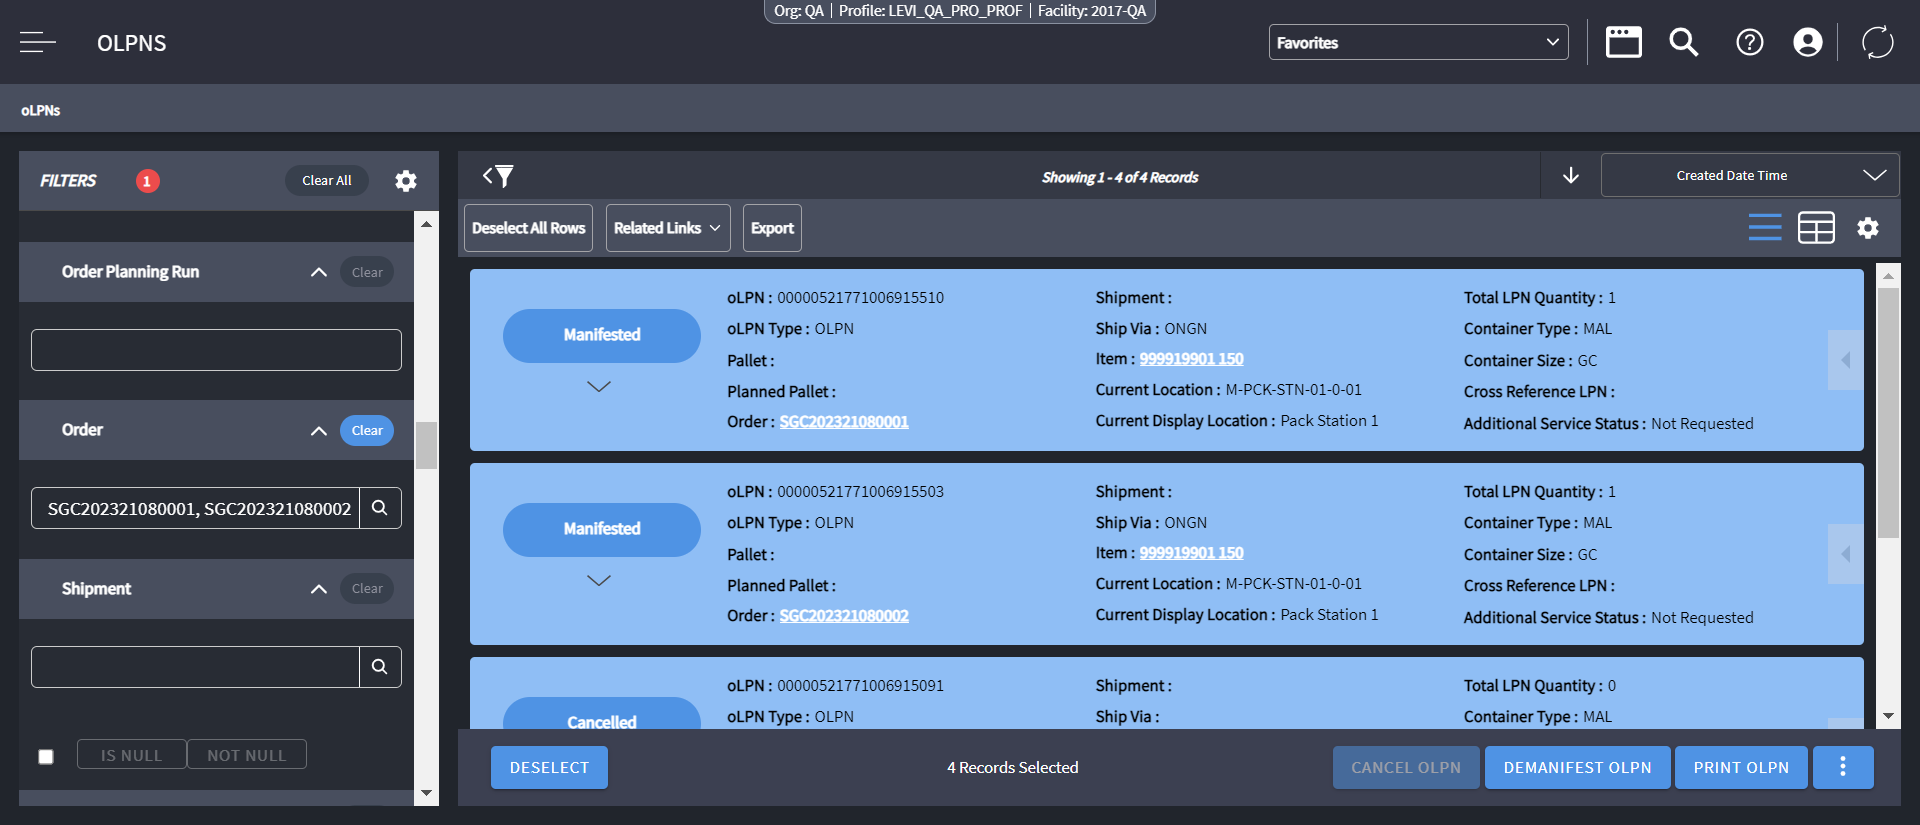 Org: QA | Profile: LEVI_QA_PRO_PROF | Facility: 2017-QA
OLPNS
Favorites
oLPNs
FILTERS 1 Clear All
Order Planning Run Clear
Order Clear
SGC202321080001, SGC202321080002
Shipment Clear
IS NULL NOT NULL
Showing 1 - 4 of 4 Records
Created Date Time
Deselect All Rows Related Links Export
Manifested
oLPN : 00000521771006915510
oLPN Type : OLPN
Pallet :
Planned Pallet :
Order : SGC202321080001
Shipment :
Ship Via : ONGN
Item : 999919901 150
Current Location : M-PCK-STN-01-0-01
Current Display Location : Pack Station 1
Total LPN Quantity : 1
Container Type : MAL
Container Size : GC
Cross Reference LPN :
Additional Service Status : Not Requested
Manifested
oLPN : 00000521771006915503
oLPN Type : OLPN
Pallet :
Planned Pallet :
Order : SGC202321080002
Shipment :
Ship Via : ONGN
Item : 999919901 150
Current Location : M-PCK-STN-01-0-01
Current Display Location : Pack Station 1
Total LPN Quantity : 1
Container Type : MAL
Container Size : GC
Cross Reference LPN :
Additional Service Status : Not Requested
Cancelled
oLPN : 00000521771006915091
oLPN Type : OLPN
Shipment :
Ship Via :
Total LPN Quantity : 0
Container Type : MAL
DESELECT
4 Records Selected
CANCEL OLPN
DEMANIFEST OLPN
PRINT OLPN